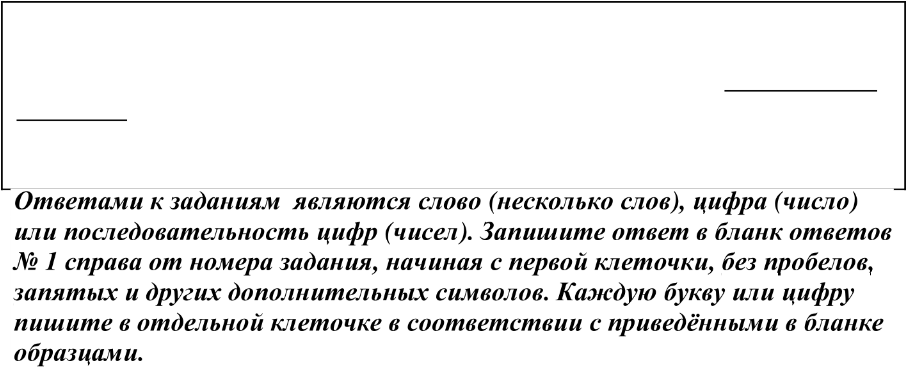 Ответами к заданиям являются слово (несколько слов), цифра (число)
или последовательность цифр (чисел). Запишите ответ в бланк ответов
№ 1 справа от номера задания, начиная с первой клеточки, без пробелов,
запятых и других дополнительных символов. Каждую букву или цифру
пишите в отдельной клеточке в соответствии с приведёнными в бланке
образцами.